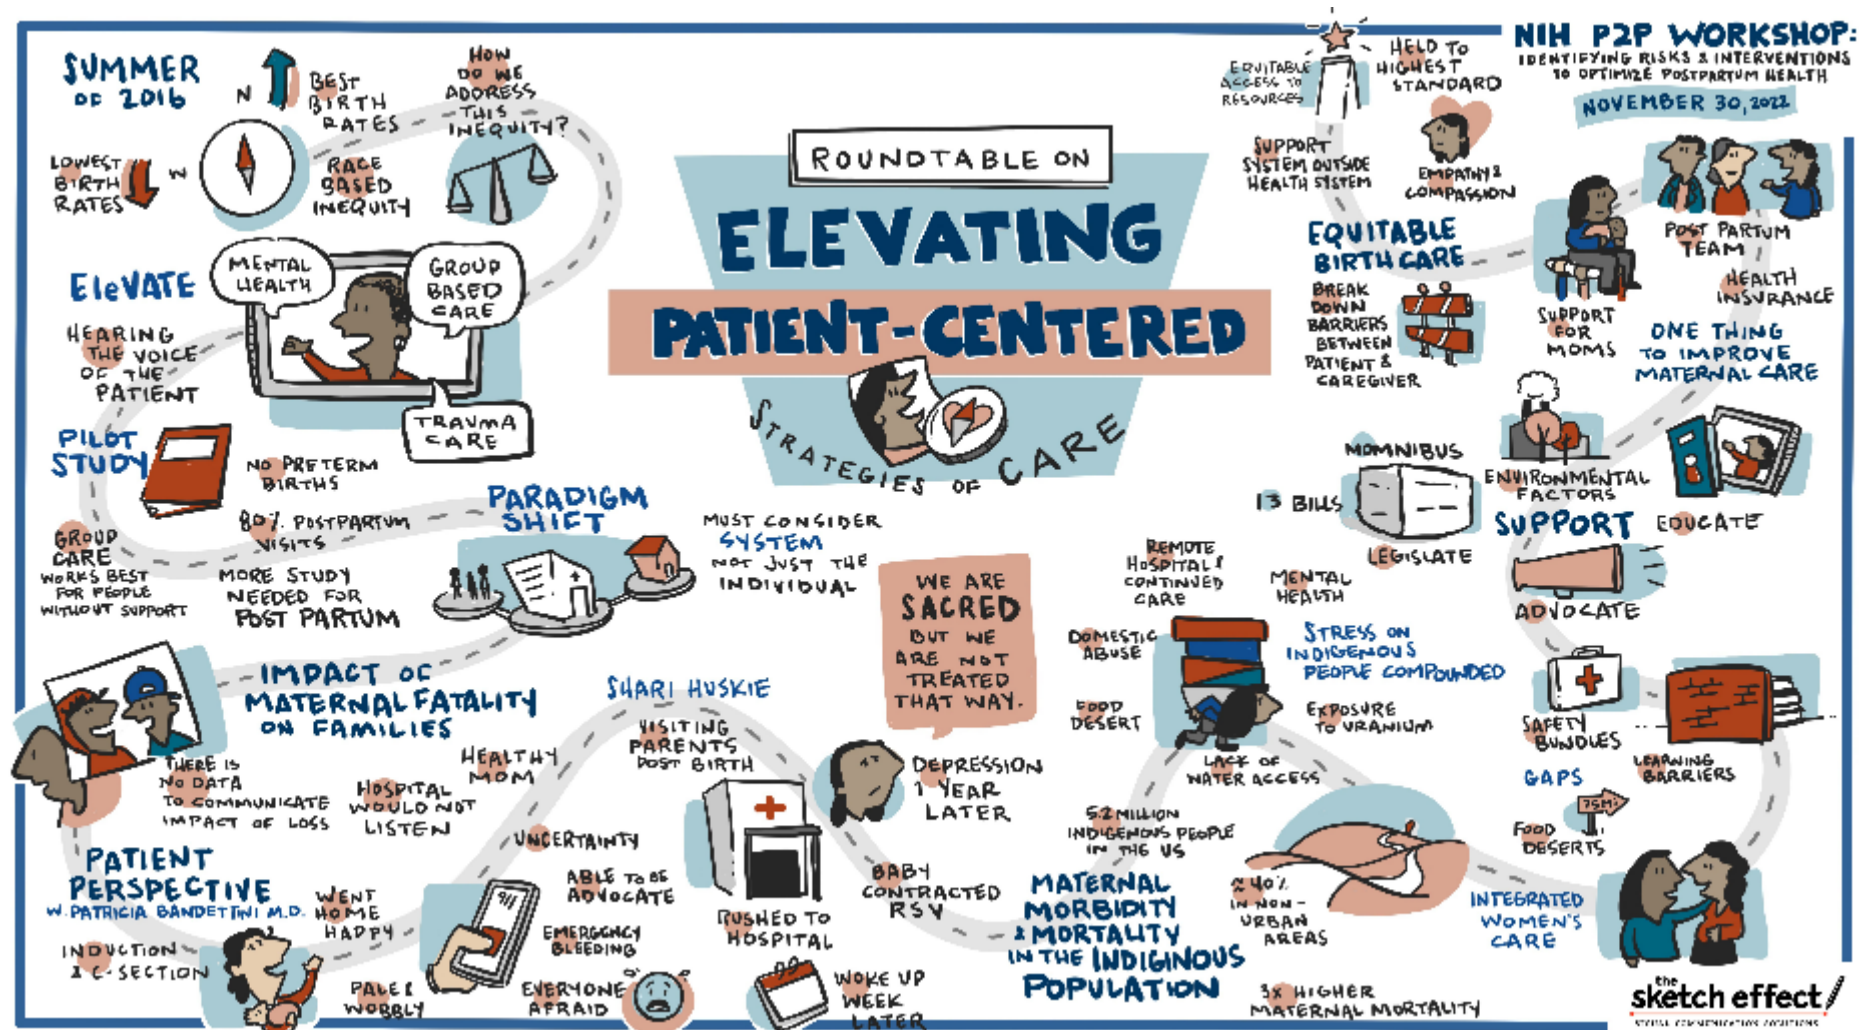 SUMMER
OF 2016
N
BEST
BIRTH
RATES
HOW
DO WE
ADDRESS
THIS
INEQUITY?
LOWEST
BIRTH
RATES
W
RACE
BASED
INEQUITY
EleVATE
MENTAL
HEALTH
GROUP
BASED
CARE
TRAUMA
CARE
HEARING
THE VOICE
OF THE
PATIENT
PILOT
STUDY
NO PRETERM
BIRTHS
80% POSTPARTUM
VISITS
GROUP
CARE
WORKS BEST
FOR PEOPLE
WITHOUT SUPPORT
MORE STUDY
NEEDED FOR
POST PARTUM
PARADIGM
SHIFT
MUST CONSIDER
SYSTEM
NOT JUST THE
INDIVIDUAL
ROUNDTABLE ON
ELEVATING
PATIENT-CENTERED
STRATEGIES OF CARE
IMPACT OF
MATERNAL FATALITY
ON FAMILIES
THERE IS
NO DATA
TO COMMUNICATE
IMPACT OF LOSS
PATIENT
PERSPECTIVE
W. PATRICIA BANDETTINI M.D.
INDUCTION
& C-SECTION
WENT
HOME
HAPPY
PALE &
WOBBLY
HOSPITAL
WOULD NOT
LISTEN
HEALTHY
MOM
UNCERTAINTY
911
ABLE TO BE
ADVOCATE
EMERGENCY
BLEEDING
EVERYONE
AFRAID
SHARI HUSKIE
VISITING
PARENTS
POST BIRTH
RUSHED TO
HOSPITAL
WOKE UP
WEEK
LATER
WE ARE
SACRED
BUT WE
ARE NOT
TREATED
THAT WAY.
DEPRESSION
1 YEAR
LATER
BABY
CONTRACTED
RSV
MATERNAL
MORBIDITY
& MORTALITY
IN THE INDIGINOUS
POPULATION
5.2 MILLION
INDIGENOUS PEOPLE
IN THE US
≈ 40%
IN NON-
URBAN
AREAS
3X HIGHER
MATERNAL MORTALITY
REMOTE
HOSPITAL &
CONTINUED
CARE
MENTAL
HEALTH
DOMESTIC
ABUSE
STRESS ON
INDIGENOUS
PEOPLE COMPOUNDED
FOOD
DESERT
EXPOSURE
TO URANIUM
LACK OF
WATER ACCESS
INTEGRATED
WOMEN'S
CARE
GAPS
FOOD
DESERTS
SAFETY
BUNDLES
LEARNING
BARRIERS
SUPPORT
ADVOCATE
EDUCATE
ENVIRONMENTAL
FACTORS
MOMNIBUS
13 BILLS
LEGISLATE
ONE THING
TO IMPROVE
MATERNAL CARE
HEALTH
INSURANCE
POST PARTUM
TEAM
SUPPORT
FOR
MOMS
EQUITABLE
BIRTH CARE
BREAK
DOWN
BARRIERS
BETWEEN
PATIENT &
CAREGIVER
SUPPORT
SYSTEM OUTSIDE
HEALTH SYSTEM
EMPATHY &
COMPASSION
EQUITABLE
ACCESS TO
RESOURCES
HELD TO
HIGHEST
STANDARD
NIH P2P WORKSHOP:
IDENTIFYING RISKS & INTERVENTIONS
TO OPTIMIZE POSTPARTUM HEALTH
NOVEMBER 30, 2022
the
sketch effect